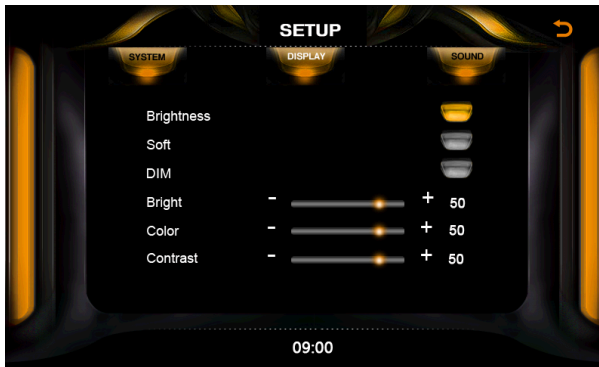 SETUP
SYSTEM DISPLAY SOUND
Brightness
Soft
DIM
Bright - + 50
Color - + 50
Contrast - + 50
09:00